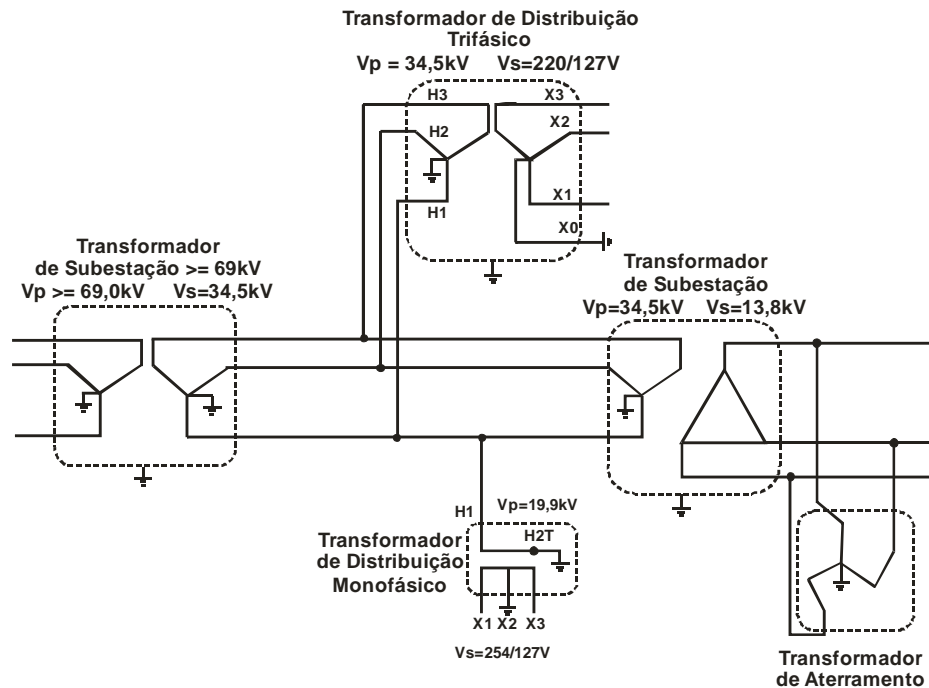 Transformador de Distribuição
Trifásico
Vp = 34,5kV Vs=220/127V
H3
X3
H2
X2
H1
X1
X0
Transformador
de Subestação >= 69kV
Vp >= 69,0kV Vs=34,5kV
Transformador
de Subestação
Vp=34,5kV Vs=13,8kV
H1
Vp=19,9kV
H2T
Transformador
de Distribuição
Monofásico
X1 X2 X3
Vs=254/127V
Transformador
de Aterramento